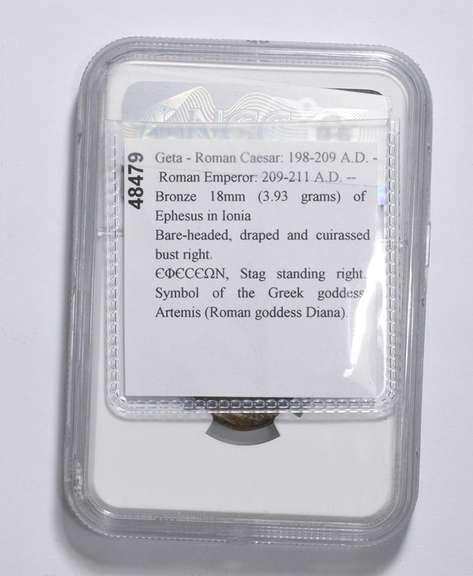 NGC
48479
Geta - Roman Caesar: 198-209 A.D. -
Roman Emperor: 209-211 A.D. --
Bronze 18mm (3.93 grams) of
Ephesus in Ionia
Bare-headed, draped and cuirassed
bust right.
ЄΦЄCЄΩN, Stag standing right.
Symbol of the Greek goddess
Artemis (Roman goddess Diana).